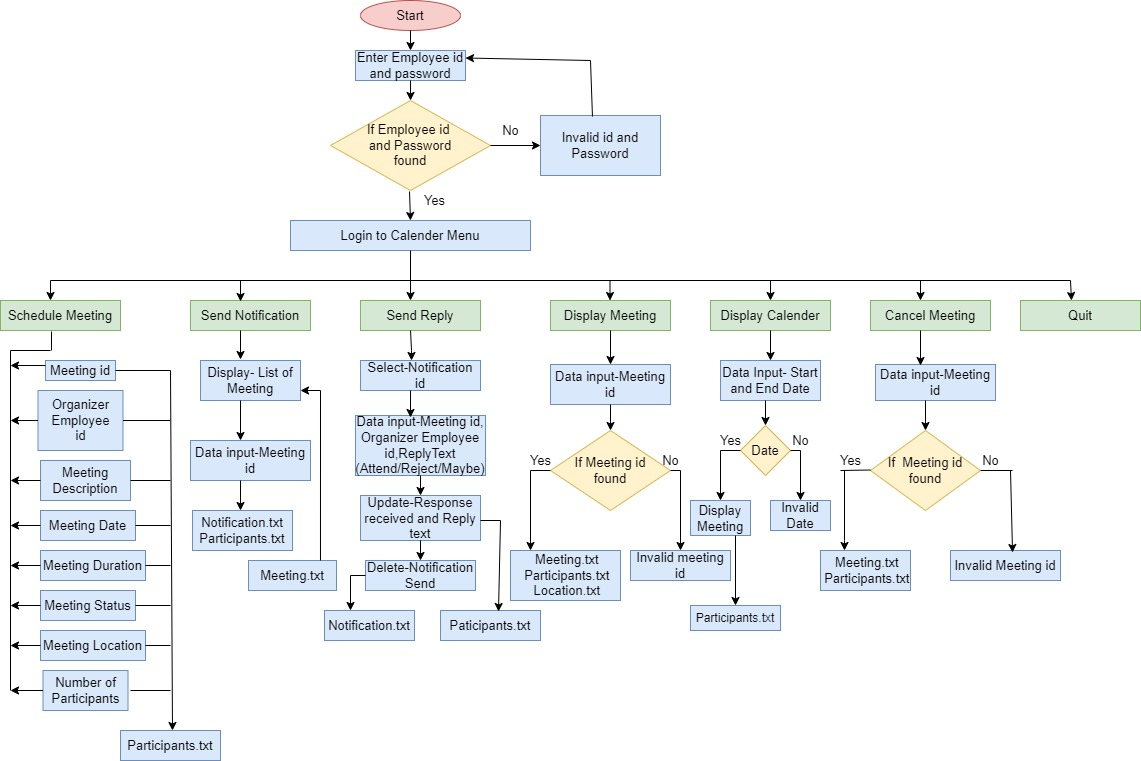 Start
Enter Employee id
and password
If Employee id
and Password
found
No
Invalid id and
Password
Yes
Login to Calender Menu
Schedule Meeting
Send Notification
Send Reply
Display Meeting
Display Calender
Cancel Meeting
Quit
Meeting id
Organizer
Employee
id
Meeting
Description
Meeting Date
Meeting Duration
Meeting Status
Meeting Location
Number of
Participants
Participants.txt
Display- List of
Meeting
Data input-Meeting
id
Notification.txt
Participants.txt
Meeting.txt
Select-Notification
id
Data input-Meeting id,
Organizer Employee
id,ReplyText
(Attend/Reject/Maybe)
Update-Response
received and Reply
text
Delete-Notification
Send
Notification.txt
Paticipants.txt
Data input-Meeting
id
If Meeting id
found
Yes
No
Meeting.txt
Participants.txt
Location.txt
Invalid meeting
id
Data Input- Start
and End Date
Date
Yes
No
Display
Meeting
Invalid
Date
Participants.txt
Data input-Meeting
id
If Meeting id
found
Yes
No
Meeting.txt
Participants.txt
Invalid Meeting id